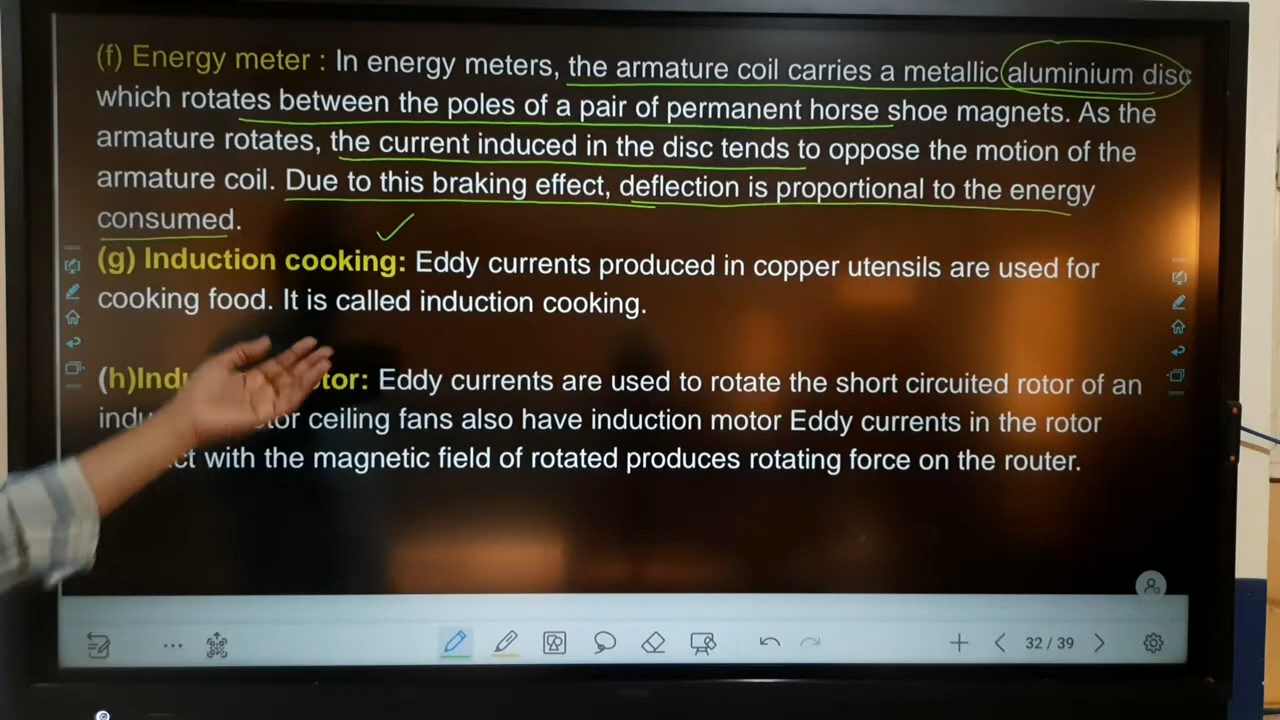 (f) Energy meter : In energy meters, the armature coil carries a metallic aluminium disc
which rotates between the poles of a pair of permanent horse shoe magnets. As the
armature rotates, the current induced in the disc tends to oppose the motion of the
armature coil. Due to this braking effect, deflection is proportional to the energy
consumed.
(g) Induction cooking: Eddy currents produced in copper utensils are used for
cooking food. It is called induction cooking.
(h) tor: Eddy currents are used to rotate the short circuited rotor of an
ceiling fans also have induction motor Eddy currents in the rotor
with the magnetic field of rotated produces rotating force on the router.
32 / 39